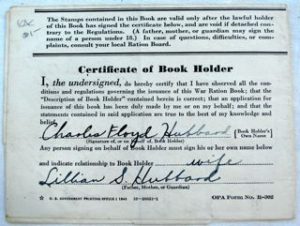 The Stamps contained in this Book are valid only after the lawful holder
of this Book has signed the certificate below, and are void if detached
contrary to the Regulations. (A father, mother, or guardian may sign the
name of a person under 18.) In case of questions, difficulties, or com-
plaints, consult your local Ration Board.
Certificate of Book Holder
I, the undersigned, do hereby certify that I have observed all the condi-
tions and regulations governing the issuance of this War Ration Book; that the
"Description of Book Holder" contained herein is correct; that an application for
issuance of this book has been duly made by me or on my behalf; and that the
statements contained in said application are true to the best of my knowledge
and belief.
Charles Floyd Hubbard [Book Holder's Own Name]
(Signature of, or on behalf of, Book Holder)
Any person signing on behalf of Book Holder must sign his or her own name below
and indicate relationship to Book Holder wife
Lillian S. Hubbard
(Father, Mother, or Guardian)
U. S. GOVERNMENT PRINTING OFFICE: OPA Form No.